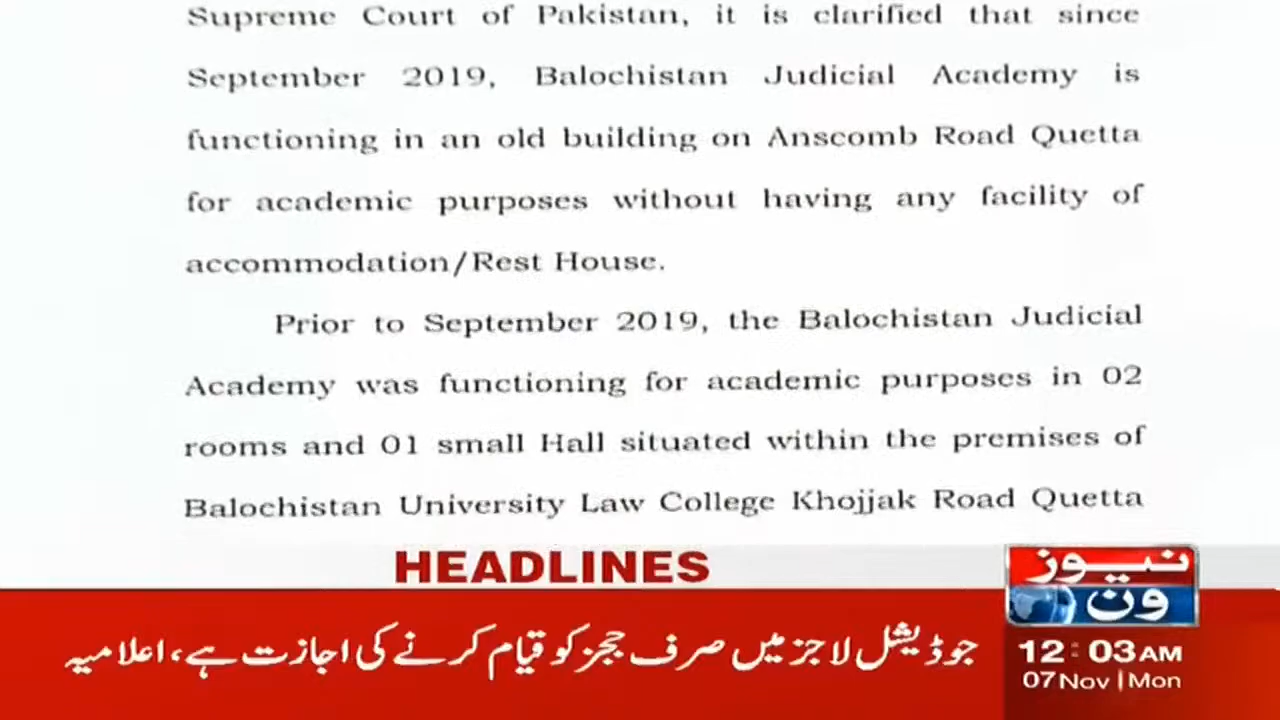 Supreme Court of Pakistan, it is clarified that since
September 2019, Balochistan Judicial Academy is
functioning in an old building on Anscomb Road Quetta
for academic purposes without having any facility of
accommodation/Rest House.
Prior to September 2019, the Balochistan Judicial
Academy was functioning for academic purposes in 02
rooms and 01 small Hall situated within the premises of
Balochistan University Law College Khojjak Road Quetta
HEADLINES
نیوز
ون
جوڈیشل لاجز میں صرف ججز کو قیام کرنے کی اجازت ہے، اعلامیہ
12:03AM
07Nov|Mon